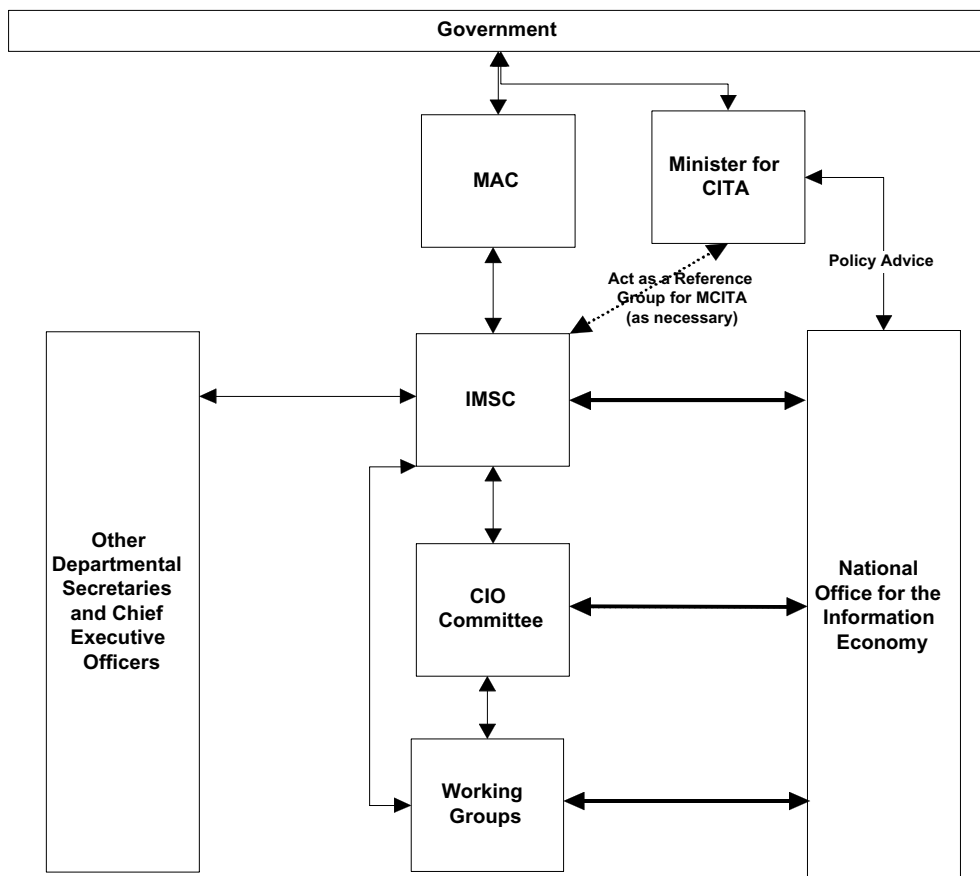 Government
MAC
Minister for
CITA
Policy Advice
Act as a Reference
Group for MCITA
(as necessary)
IMSC
Other
Departmental
Secretaries
and Chief
Executive
Officers
CIO
Committee
National
Office for the
Information
Economy
Working
Groups